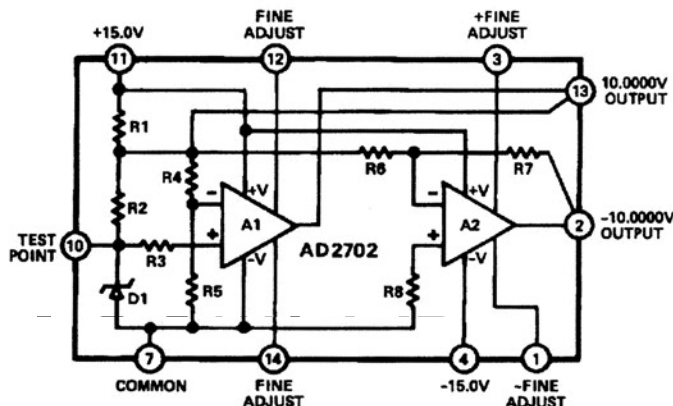 FINE
ADJUST
+FINE
ADJUST
+15.0V
11
12
3
13
10.0000V
OUTPUT
R1
R4
R6
R7
R2
+V
+V
−
−
A1
A2
2
−10.0000V
OUTPUT
TEST
POINT
10
R3
+
+
−V
−V
AD2702
D1
R5
R8
7
14
4
1
COMMON
FINE
ADJUST
-15.0V
~FINE
ADJUST